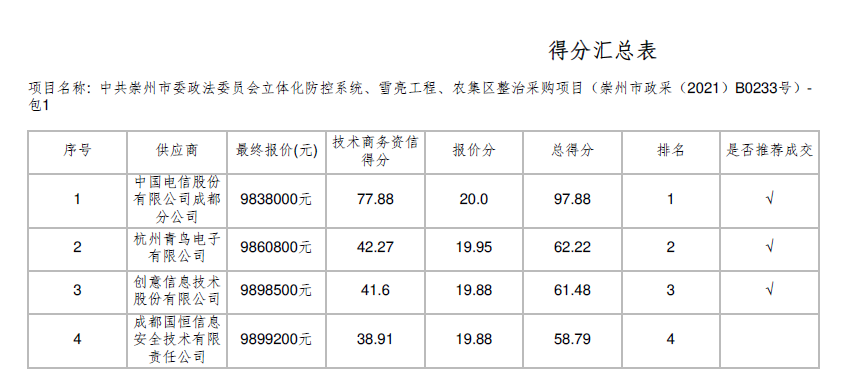 得分汇总表
项目名称：中共崇州市委政法委员会立体化防控系统、雪亮工程、农集区整治采购项目（崇州市政采（2021）B0233号）-
包1
序号 供应商 最终报价(元) 技术商务资信得分 报价分 总得分 排名 是否推荐成交
1 中国电信股份有限公司成都分公司 9838000元 77.88 20.0 97.88 1 √
2 杭州青鸟电子有限公司 9860800元 42.27 19.95 62.22 2 √
3 创意信息技术股份有限公司 9898500元 41.6 19.88 61.48 3 √
4 成都国恒信息安全技术有限责任公司 9899200元 38.91 19.88 58.79 4